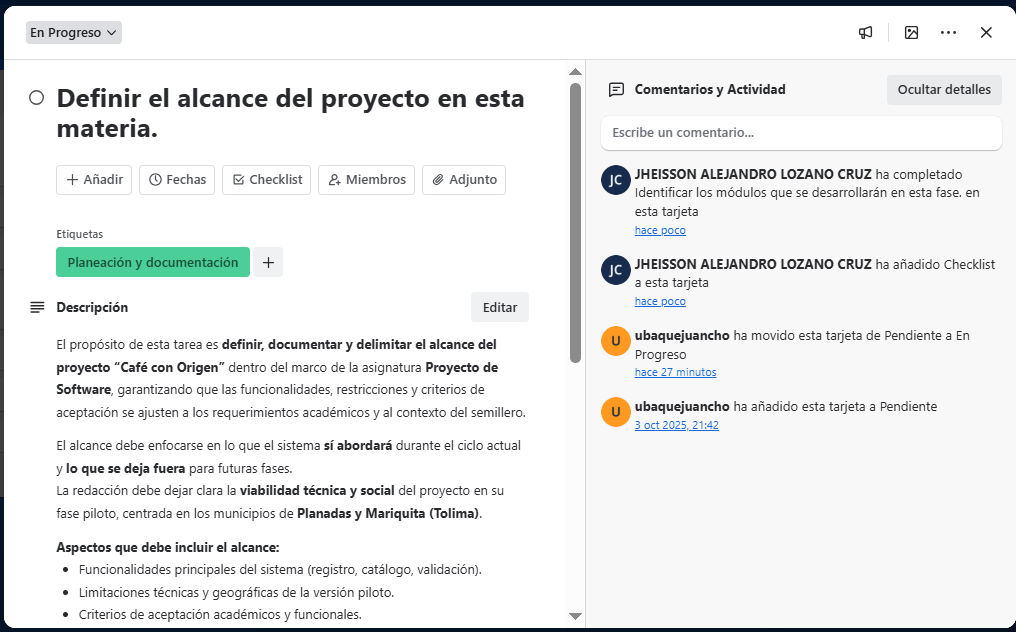 En Progreso
Definir el alcance del proyecto en esta
materia.
Añadir
Fechas
Checklist
Miembros
Adjunto
Etiquetas
Planeación y documentación
Descripción
Editar
El propósito de esta tarea es definir, documentar y delimitar el alcance del
proyecto “Café con Origen” dentro del marco de la asignatura Proyecto de
Software, garantizando que las funcionalidades, restricciones y criterios de
aceptación se ajusten a los requerimientos académicos y al contexto del semillero.
El alcance debe enfocarse en lo que el sistema sí abordará durante el ciclo actual
y lo que se deja fuera para futuras fases.
La redacción debe dejar clara la viabilidad técnica y social del proyecto en su
fase piloto, centrada en los municipios de Planadas y Mariquita (Tolima).
Aspectos que debe incluir el alcance:
Funcionalidades principales del sistema (registro, catálogo, validación).
Limitaciones técnicas y geográficas de la versión piloto.
Criterios de aceptación académicos y funcionales.
Comentarios y Actividad
Ocultar detalles
Escribe un comentario...
JC
JHEISSON ALEJANDRO LOZANO CRUZ ha completado
Identificar los módulos que se desarrollarán en esta fase. en
esta tarjeta
hace poco
JC
JHEISSON ALEJANDRO LOZANO CRUZ ha añadido Checklist
a esta tarjeta
hace poco
U
ubaquejuancho ha movido esta tarjeta de Pendiente a En
Progreso
hace 27 minutos
U
ubaquejuancho ha añadido esta tarjeta a Pendiente
3 oct 2025, 21:42